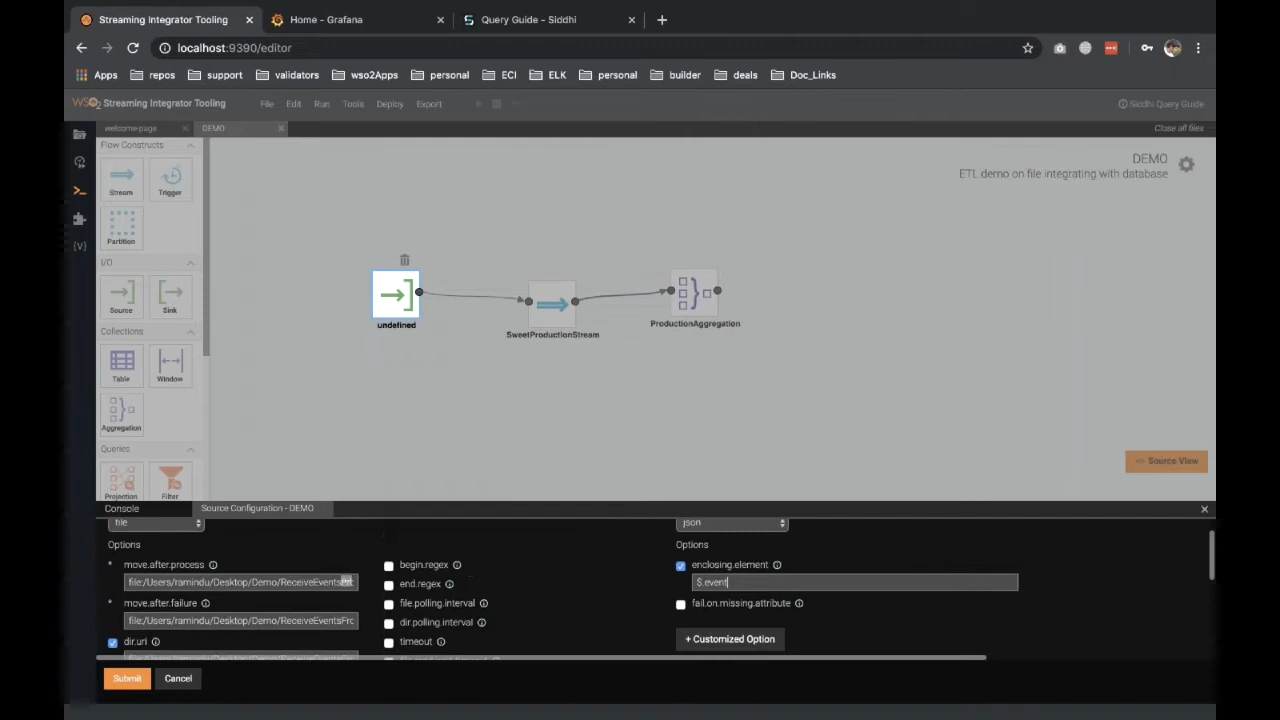 Streaming Integrator Tooling
Home - Grafana
Query Guide - Siddhi
localhost:9390/editor
Apps
repos
support
validators
wso2Apps
personal
ECI
ELK
personal
builder
deals
Doc_Links
WSO2 Streaming Integrator Tooling
File
Edit
Run
Tools
Deploy
Export
Siddhi Query Guide
welcome-page
DEMO
Close all files
Flow Constructs
Stream
Trigger
Partition
I/O
Source
Sink
Collections
Table
Window
Aggregation
Queries
Projection
Filter
DEMO
ETL demo on file integrating with database
undefined
SweetProductionStream
ProductionAggregation
<> Source View
Console
Source Configuration - DEMO
file
json
Options
Options
* move.after.process
file:/Users/ramindu/Desktop/Demo/ReceiveEvents
* move.after.failure
file:/Users/ramindu/Desktop/Demo/ReceiveEventsFrc
dir.uri
begin.regex
end.regex
file.polling.interval
dir.polling.interval
timeout
enclosing.element
$.event
fail.on.missing.attribute
+ Customized Option
Submit
Cancel